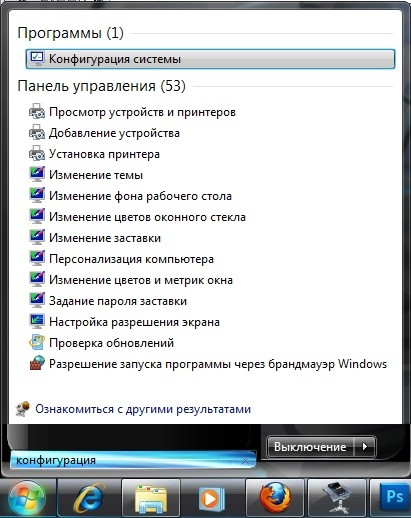 Программы (1)
Конфигурация системы
Панель управления (53)
Просмотр устройств и принтеров
Добавление устройства
Установка принтера
Изменение темы
Изменение фона рабочего стола
Изменение цветов оконного стекла
Изменение заставки
Персонализация компьютера
Изменение цветов и метрик окна
Задание пароля заставки
Настройка разрешения экрана
Проверка обновлений
Разрешение запуска программы через брандмауэр Windows
Ознакомиться с другими результатами
конфигурация
Выключение
Ps